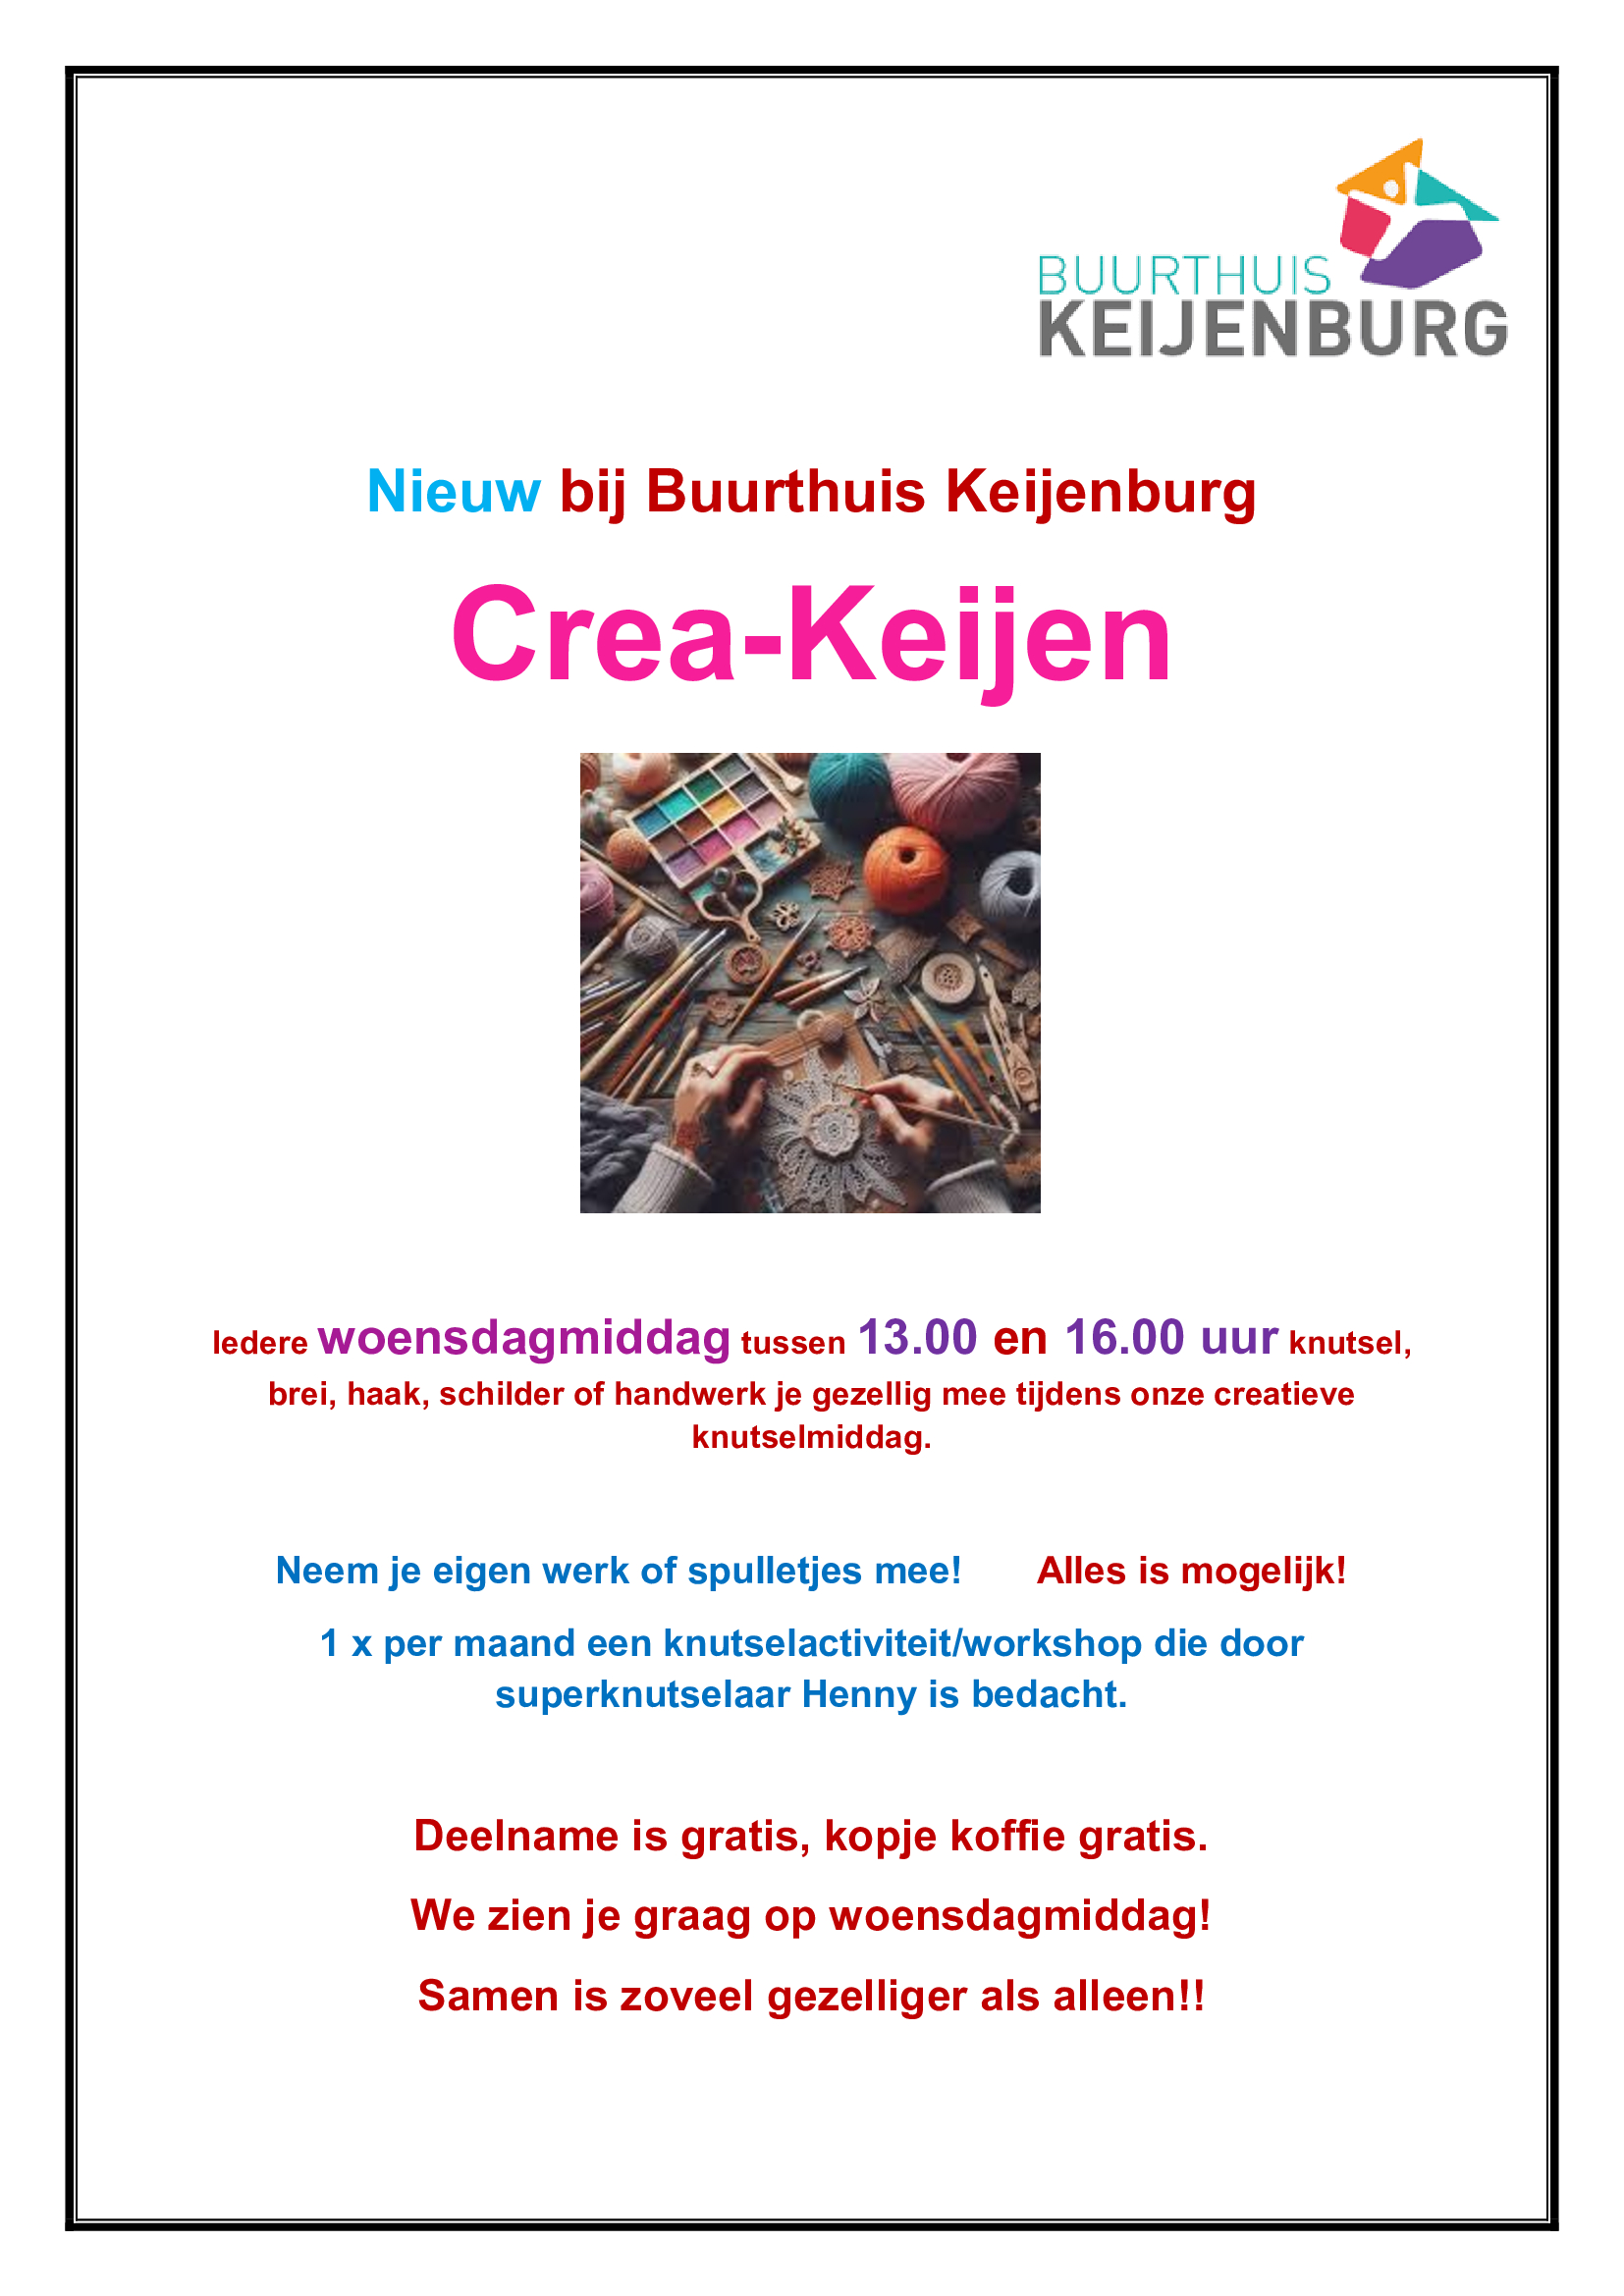 BUURTHUIS
KEIJENBURG
Nieuw bij Buurthuis Keijenburg
Crea-Keijen
Iedere woensdagmiddag tussen 13.00 en 16.00 uur knutsel,
brei, haak, schilder of handwerk je gezellig mee tijdens onze creatieve
knutselmiddag.
Neem je eigen werk of spulletjes mee! Alles is mogelijk!
1 x per maand een knutselactiviteit/workshop die door
superknutselaar Henny is bedacht.
Deelname is gratis, kopje koffie gratis.
We zien je graag op woensdagmiddag!
Samen is zoveel gezelliger als alleen!!